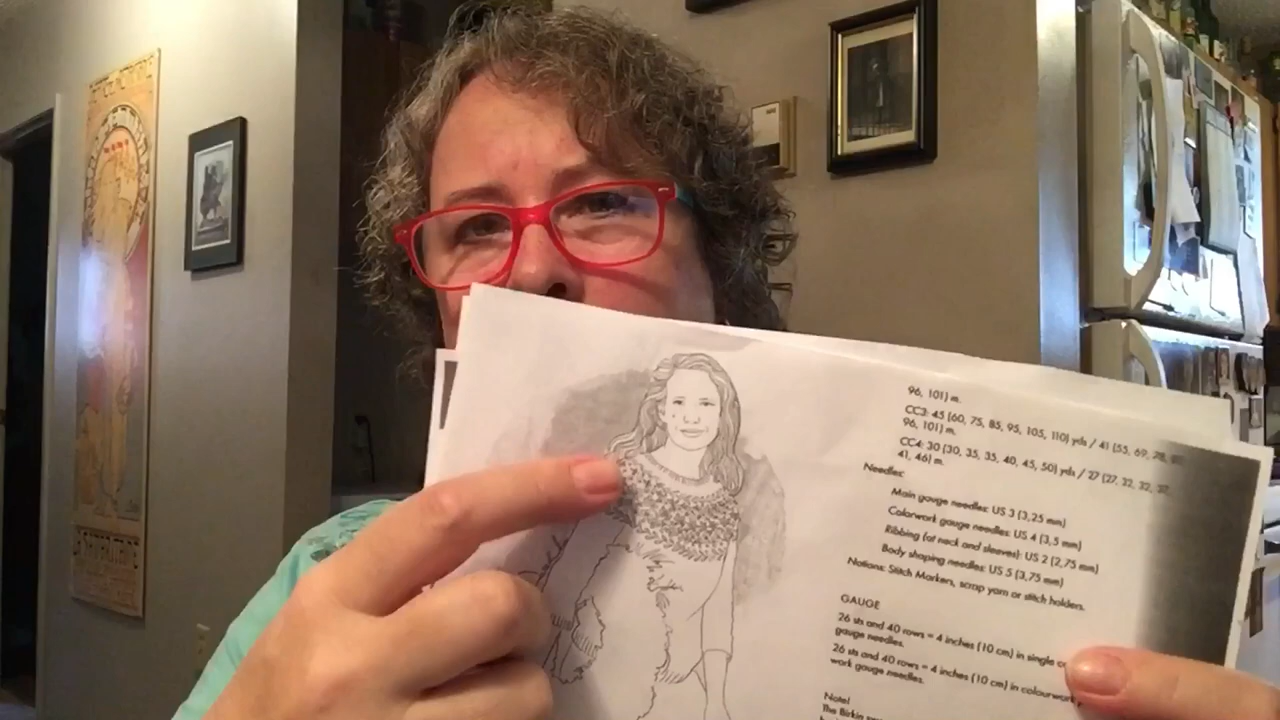 96, 101) m.
CC3: 45 (60, 75, 85, 95, 105, 110) yds / 41 (55, 69, 78,
96, 101) m.
CC4: 30 (30, 35, 35, 40, 45, 50) yds / 27 (27, 32, 32, 37,
41, 46) m.
Needles:
Main gauge needles: US 3 (3,25 mm)
Colorwork gauge needles: US 4 (3,5 mm)
Ribbing (of neck and sleeves): US 2 (2,75 mm)
Body shaping needles: US 5 (3,75 mm)
Notions: Stitch Markers, scrap yarn or stitch holders.
GAUGE
26 sts and 40 rows = 4 inches (10 cm) in single
gauge needles.
26 sts and 40 rows = 4 inches (10 cm) in colourwork
work gauge needles.
Note!
The Birkin